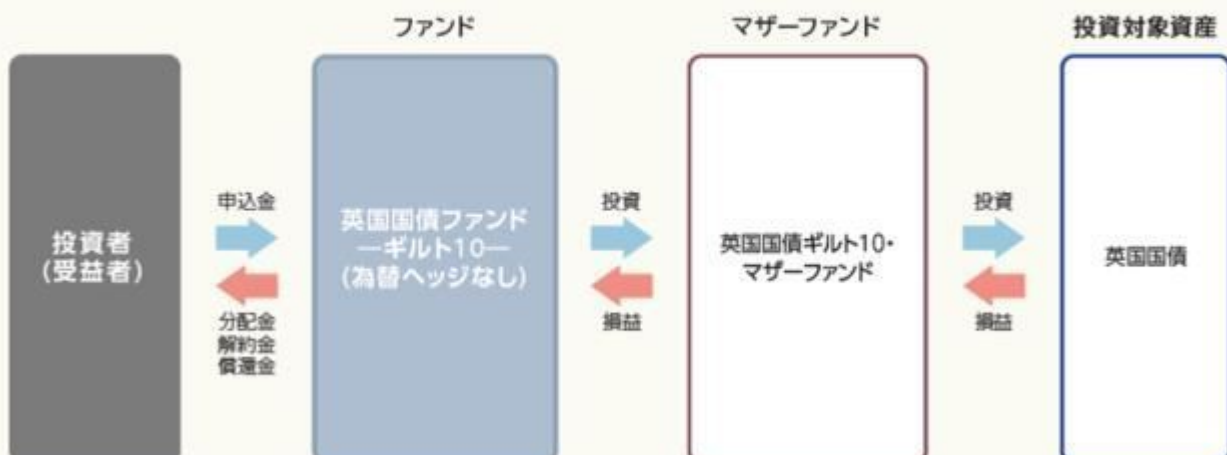 ファンド
マザーファンド
投資対象資産
投資者
(受益者)
申込金
分配金
解約金
償還金
英国国債ファンド
―ギルト10―
(為替ヘッジなし)
投資
損益
英国国債ギルト10・
マザーファンド
投資
損益
英国国債